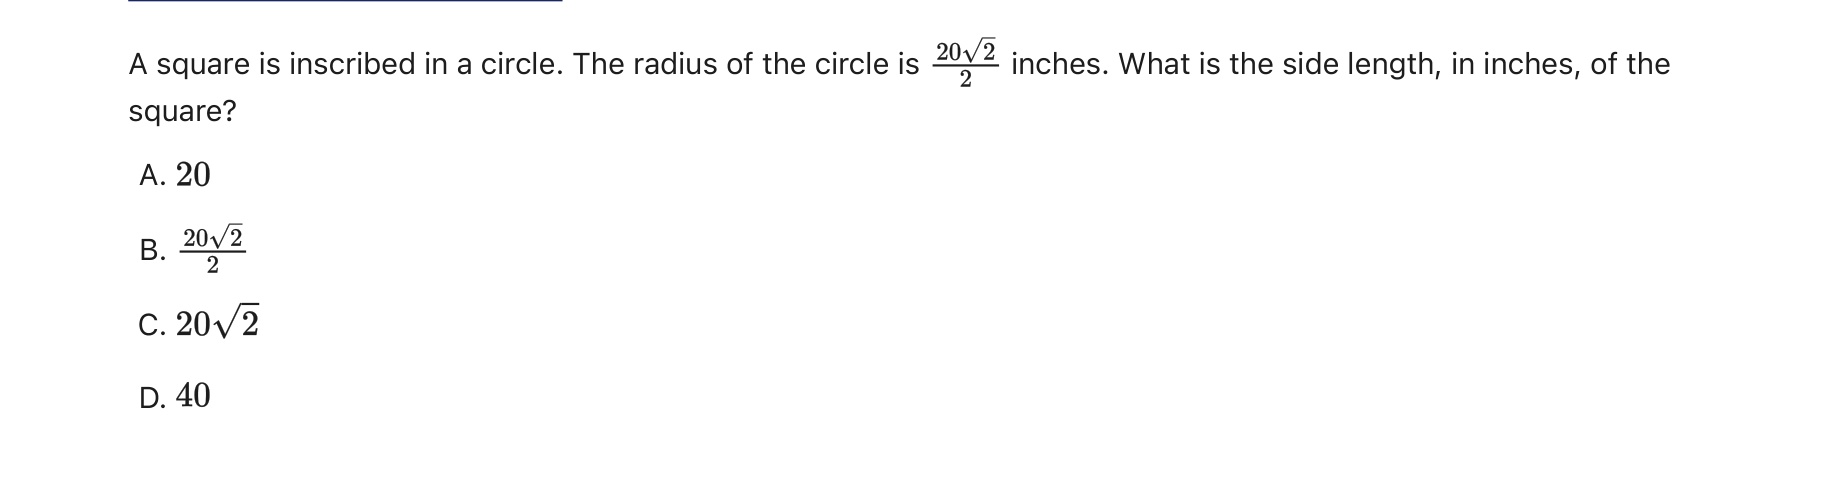 A square is inscribed in a circle. The radius of the circle is \frac{20\sqrt{2}}{2} inches. What is the side length, in inches, of the
square?
A. 20
B. \frac{20\sqrt{2}}{2}
C. 20\sqrt{2}
D. 40